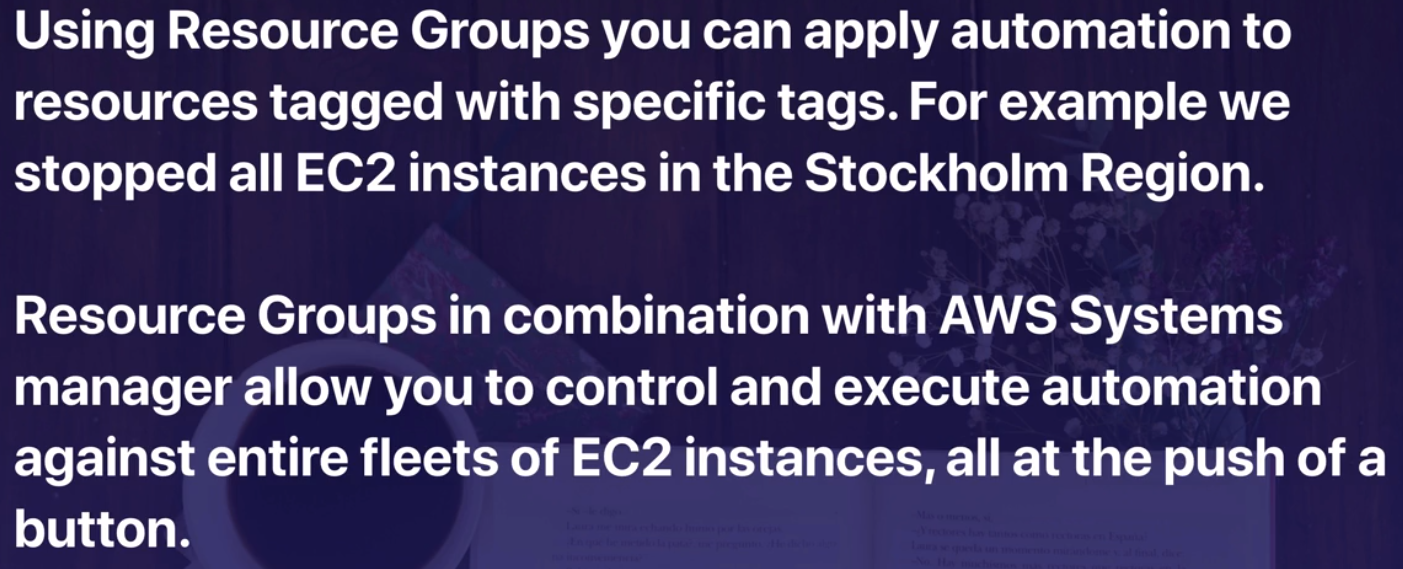 Using Resource Groups you can apply automation to
resources tagged with specific tags. For example we
stopped all EC2 instances in the Stockholm Region.
Resource Groups in combination with AWS Systems
manager allow you to control and execute automation
against entire fleets of EC2 instances, all at the push of a
button.